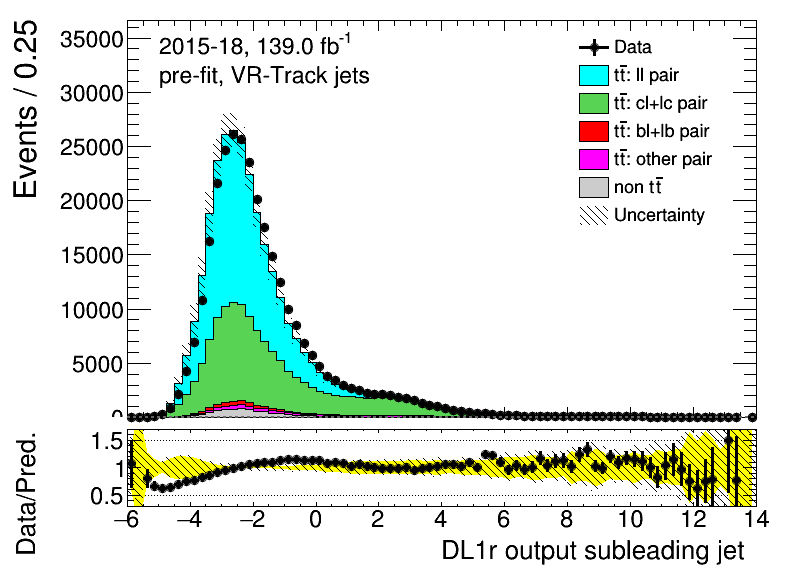 Events / 0.25
35000
30000
25000
20000
15000
10000
5000
0
2015-18, 139.0 fb⁻¹
pre-fit, VR-Track jets
Data
tt̄: ll pair
tt̄: cl+lc pair
tt̄: bl+lb pair
tt̄: other pair
non tt̄
Uncertainty
Data/Pred.
1.5
1
0.5
−6 −4 −2 0 2 4 6 8 10 12 14
DL1r output subleading jet